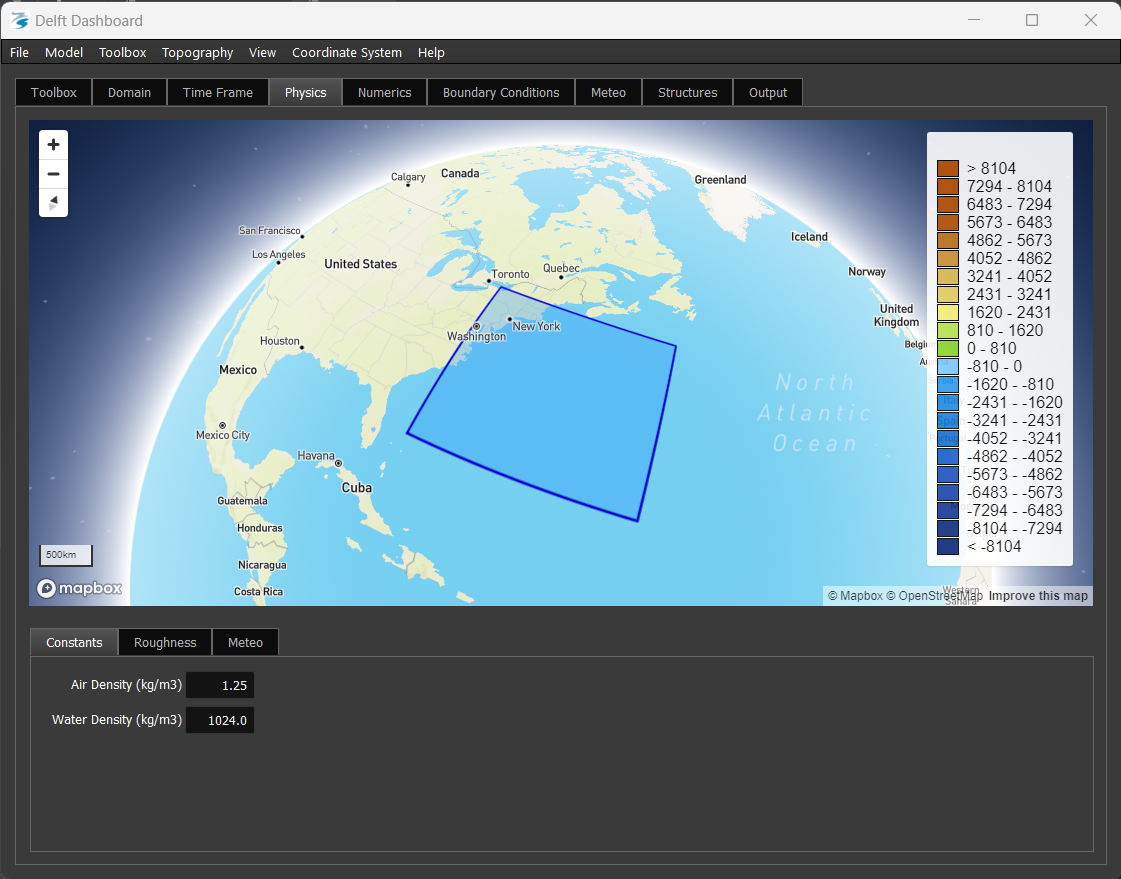 Delft Dashboard
File Model Toolbox Topography View Coordinate System Help
Toolbox Domain Time Frame Physics Numerics Boundary Conditions Meteo Structures Output
Calgary
Canada
Greenland
San Francisco
Los Angeles
United States
Toronto
Quebec
Iceland
Norway
United
Kingdom
Washington
New York
Houston
Mexico
Mexico City
Havana
Cuba
Guatemala
Honduras
Nicaragua
Costa Rica
North
Atlantic
Ocean
> 8104
7294 - 8104
6483 - 7294
5673 - 6483
4862 - 5673
4052 - 4862
3241 - 4052
2431 - 3241
1620 - 2431
810 - 1620
0 - 810
-810 - 0
-1620 - -810
-2431 - -1620
-3241 - -2431
-4052 - -3241
-4862 - -4052
-5673 - -4862
-6483 - -5673
-7294 - -6483
-8104 - -7294
< -8104
500km
mapbox
Western
Sahara
© Mapbox © OpenStreetMap Improve this map
Constants Roughness Meteo
Air Density (kg/m3) 1.25
Water Density (kg/m3) 1024.0